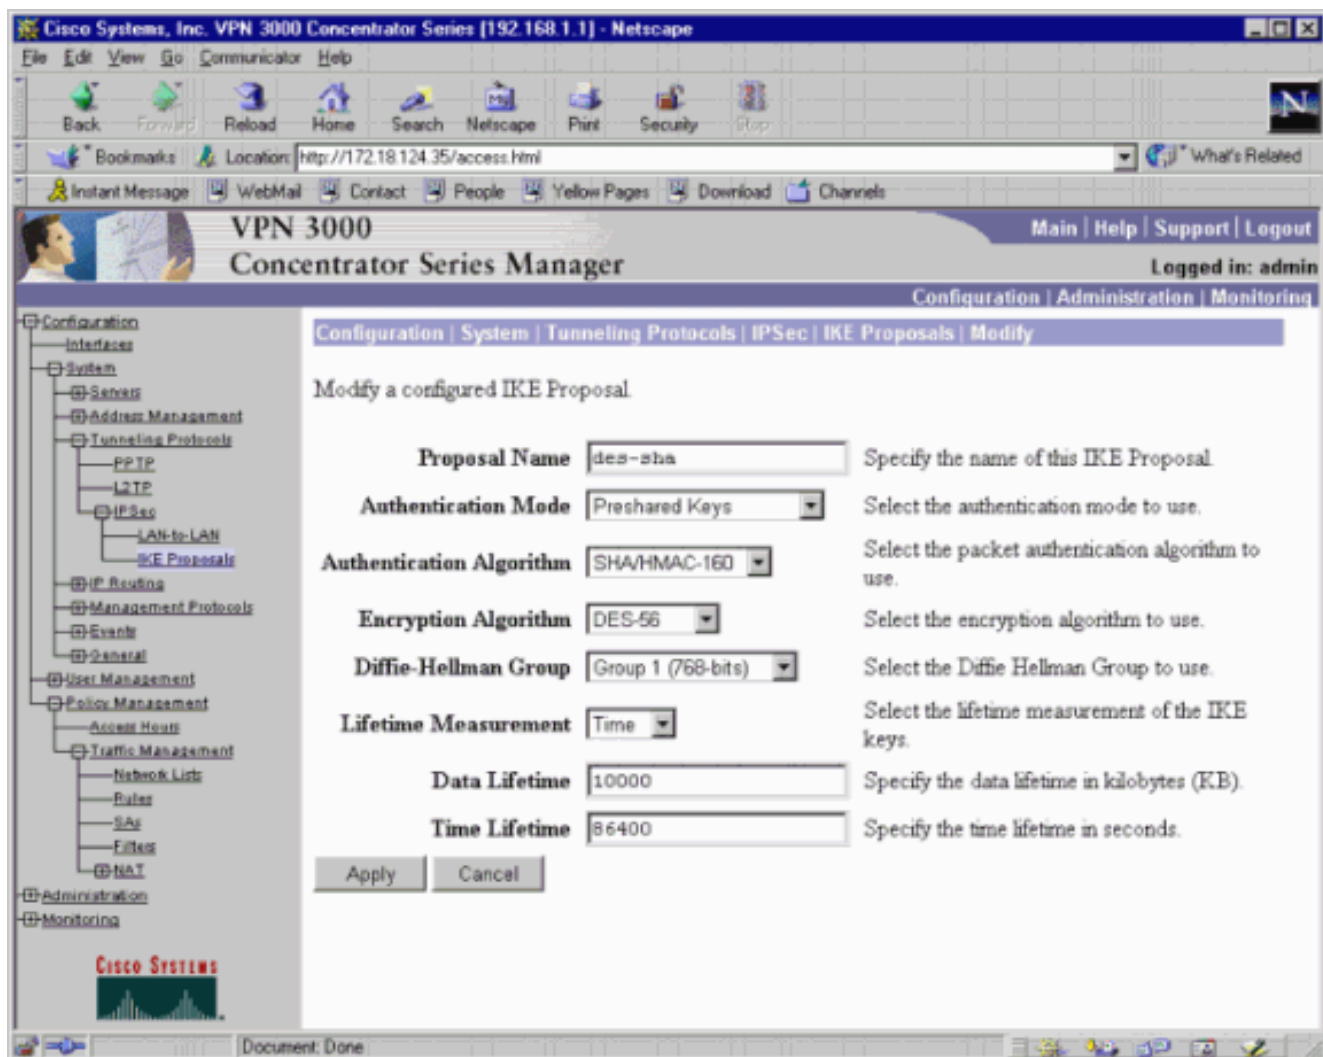 Cisco Systems, Inc. VPN 3000 Concentrator Series [192.168.1.1] - Netscape
File Edit View Go Communicator Help
Back Forward Reload Home Search Netscape Print Security Stop
Bookmarks Location: http://172.18.124.35/access.html What's Related
Instant Message WebMail Contact People Yellow Pages Download Channels
VPN 3000
Concentrator Series Manager
Main | Help | Support | Logout
Logged in: admin
Configuration | Administration | Monitoring
Configuration
Interfaces
System
Servers
Address Management
Tunneling Protocols
PPTP
L2TP
IPSec
LAN-to-LAN
IKE Proposals
IP Routing
Management Protocols
Events
General
User Management
Policy Management
Access Hours
Traffic Management
Network Lists
Rules
SAs
Filters
NAT
Administration
Monitoring
CISCO SYSTEMS
Configuration | System | Tunneling Protocols | IPSec | IKE Proposals | Modify
Modify a configured IKE Proposal.
Proposal Name des-sha Specify the name of this IKE Proposal.
Authentication Mode Preshared Keys Select the authentication mode to use.
Authentication Algorithm SHA/HMAC-160 Select the packet authentication algorithm to
use.
Encryption Algorithm DES-56 Select the encryption algorithm to use.
Diffie-Hellman Group Group 1 (768-bits) Select the Diffie Hellman Group to use.
Lifetime Measurement Time Select the lifetime measurement of the IKE
keys.
Data Lifetime 10000 Specify the data lifetime in kilobytes (KB).
Time Lifetime 86400 Specify the time lifetime in seconds.
Apply Cancel
Document: Done